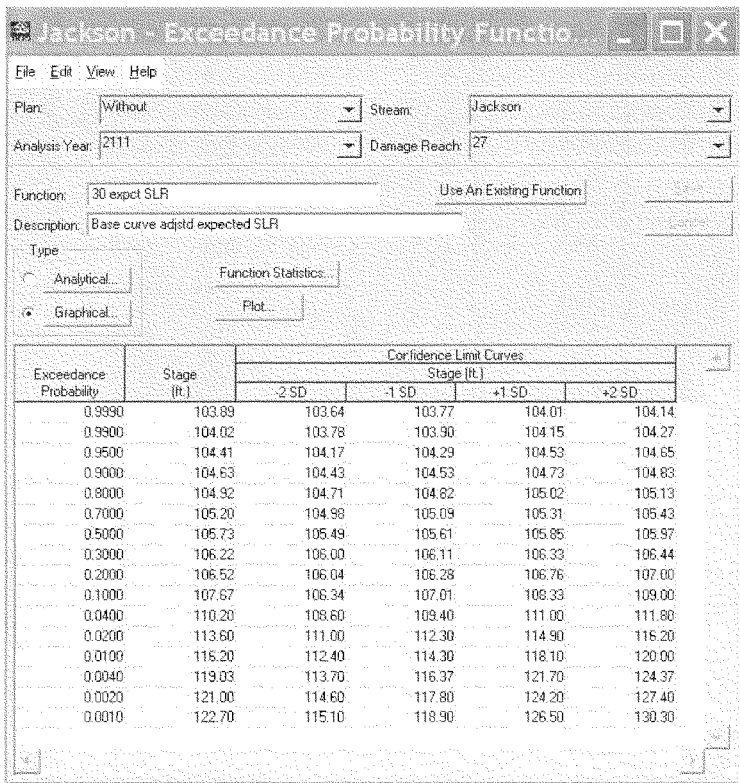 Jackson - Exceedance Probability Functio...
File Edit View Help
Plan: Without Stream: Jackson
Analysis Year: 2111 Damage Reach: 27
Function: 30 expct SLR Use An Existing Function
Description: Base curve adjstd expected SLR
Type
Analytical... Function Statistics...
Graphical... Plot...
Confidence Limit Curves
Exceedance Stage Stage (ft.)
Probability (ft.) -2 SD -1 SD +1 SD +2 SD
0.9990 103.89 103.64 103.77 104.01 104.14
0.9900 104.02 103.78 103.90 104.15 104.27
0.9500 104.41 104.17 104.29 104.53 104.65
0.9000 104.63 104.43 104.53 104.73 104.83
0.8000 104.92 104.71 104.82 105.02 105.13
0.7000 105.20 104.98 105.09 105.31 105.43
0.5000 105.73 105.49 105.61 105.85 105.97
0.3000 106.22 106.00 106.11 106.33 106.44
0.2000 106.52 106.04 106.28 106.76 107.00
0.1000 107.67 106.34 107.01 108.33 109.00
0.0400 110.20 108.60 109.40 111.00 111.80
0.0200 113.60 111.00 112.30 114.90 116.20
0.0100 116.20 112.40 114.30 118.10 120.00
0.0040 119.03 113.70 116.37 121.70 124.37
0.0020 121.00 114.60 117.80 124.20 127.40
0.0010 122.70 115.10 118.90 126.50 130.30